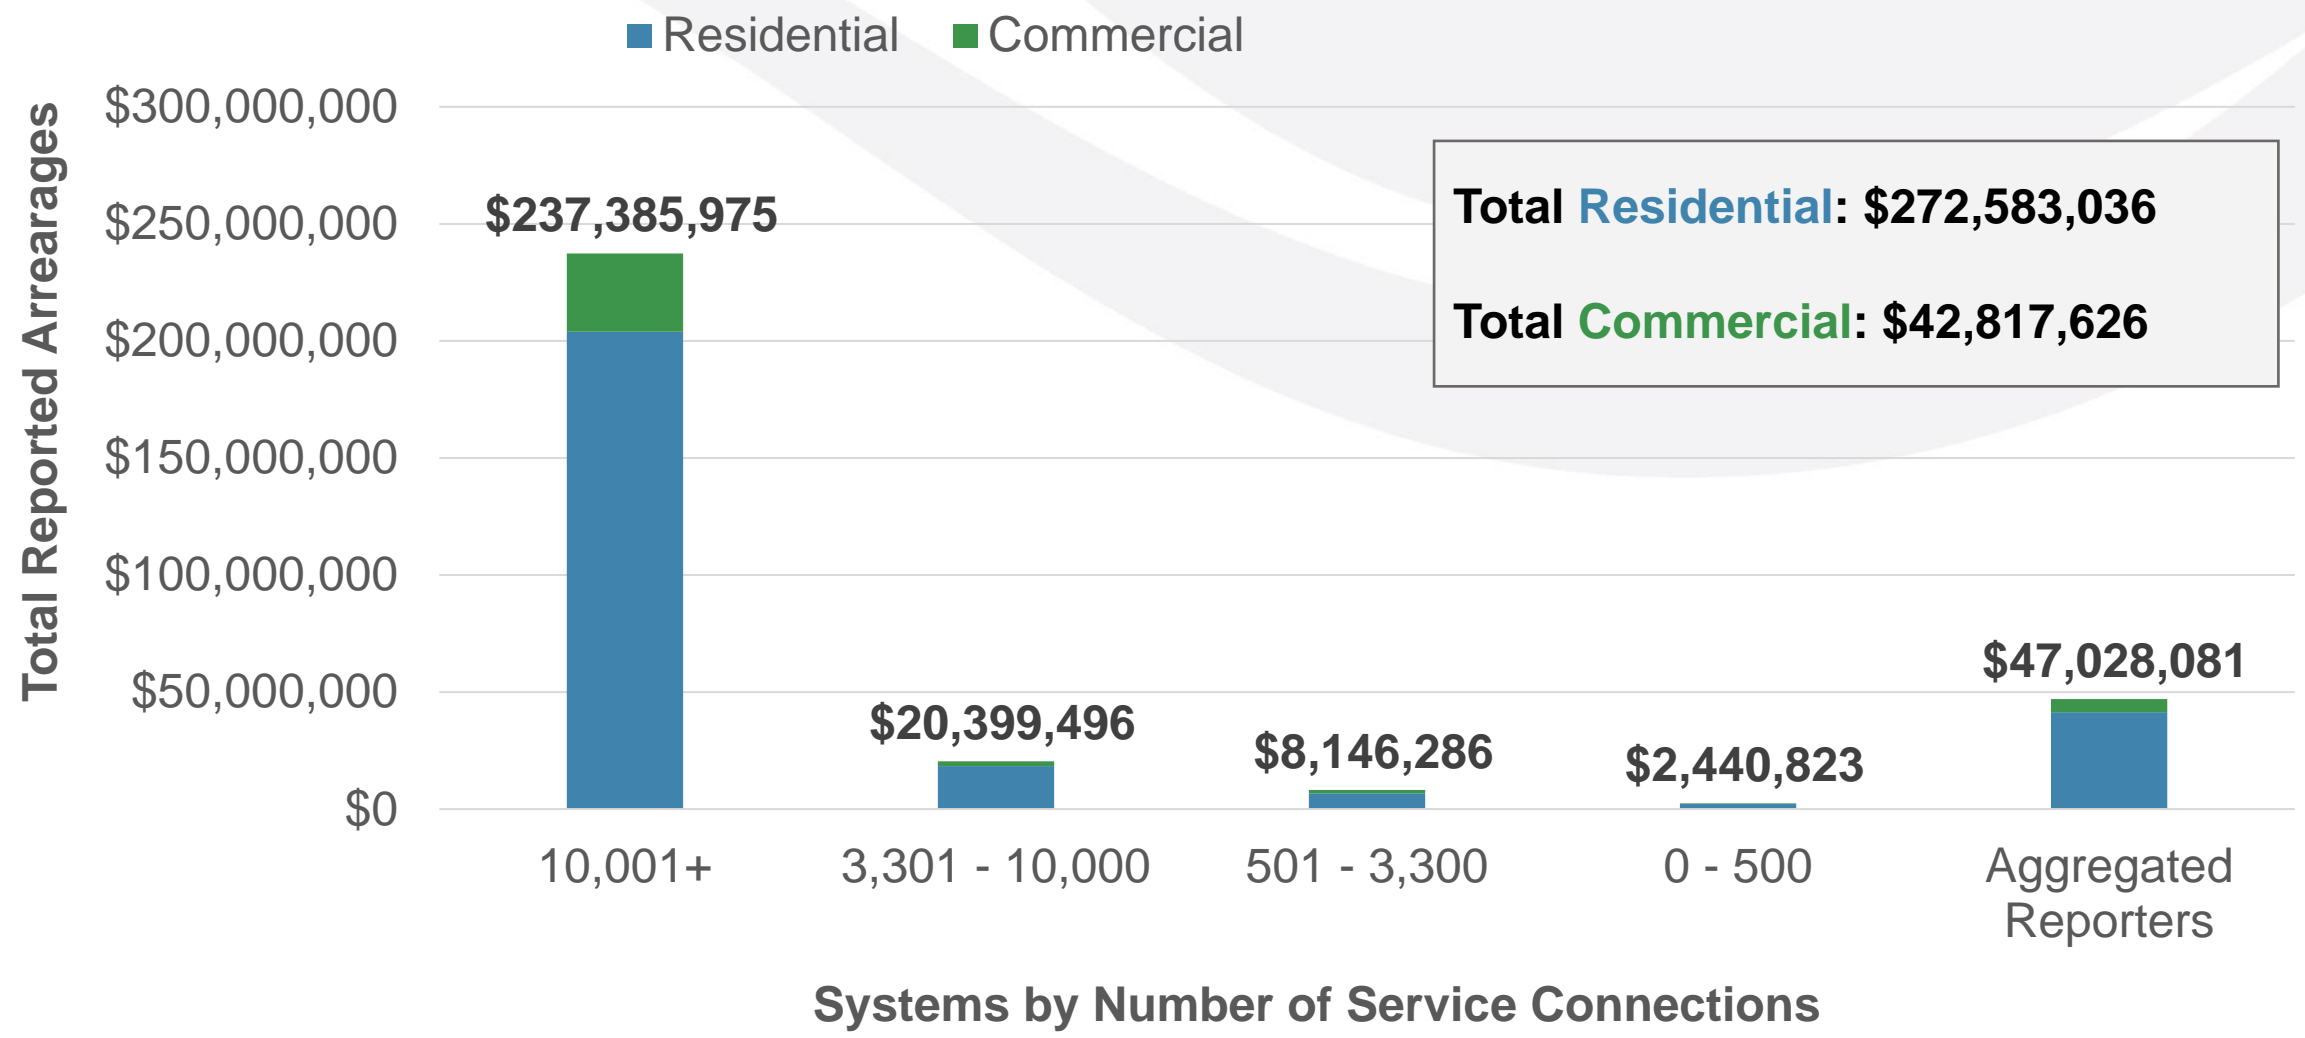 Residential Commercial
Total Reported Arrearages
$300,000,000
$250,000,000
$200,000,000
$150,000,000
$100,000,000
$50,000,000
$0
$237,385,975
$20,399,496
$8,146,286
$2,440,823
$47,028,081
Total Residential: $272,583,036
Total Commercial: $42,817,626
10,001+
3,301 - 10,000
501 - 3,300
0 - 500
Aggregated
Reporters
Systems by Number of Service Connections